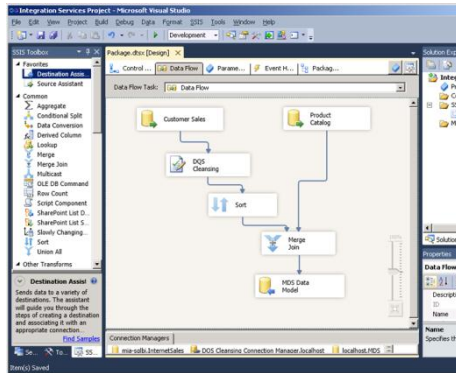 Integration Services Project - Microsoft Visual Studio
File Edit View Project Build Debug Data Format SSIS Tools Window Help
Development
SSIS Toolbox
Package.dtsx [Design]
Solution Exp
Control ...
Data Flow
Parame...
Event H...
Packag...
Data Flow Task:
Data Flow
Favorites
Destination Assis...
Source Assistant
Common
Aggregate
Conditional Split
Data Conversion
Derived Column
Lookup
Merge
Merge Join
Multicast
OLE DB Command
Row Count
Script Component
SharePoint List D...
SharePoint List S...
Slowly Changing...
Sort
Union All
Other Transforms
Customer Sales
Product
Catalog
DQS
Cleansing
Sort
Merge
Join
MDS Data
Model
Destination Assist
Sends data to a variety of
destinations. The assistant
will guide you through the
steps of creating a destination
and associating it with an
appropriate connection...
Find Samples
Se...
To...
SS...
Connection Managers
mia-sqlbi.InternetSales
DQS Cleansing Connection Manager.localhost
localhost.MDS
Solution
Properties
Data Flow
Descripti
ID
Name
Name
Specifies th
Item(s) Saved